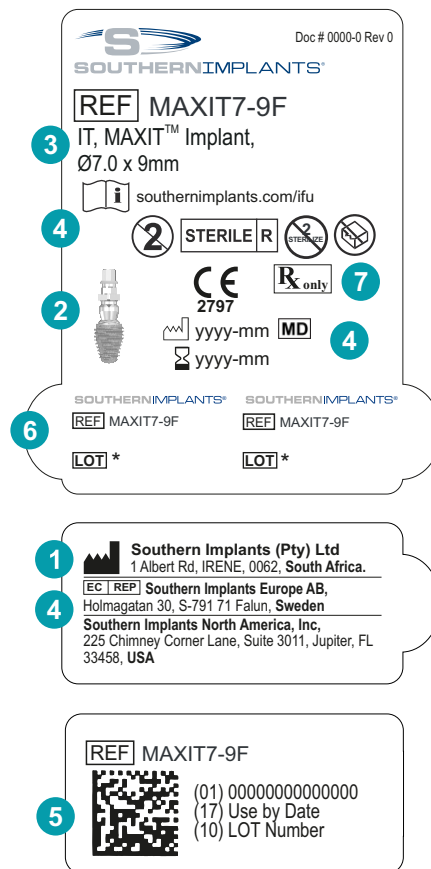 Doc # 0000-0 Rev 0
S
SOUTHERNIMPLANTS®
REF MAXIT7-9F
3
IT, MAXIT™ Implant,
Ø7.0 x 9mm
i southernimplants.com/ifu
4
2 STERILE R 2 STERILIZE
2
CE
2797
Rx only
7
yyyy-mm MD
4
yyyy-mm
SOUTHERNIMPLANTS® SOUTHERNIMPLANTS®
6
REF MAXIT7-9F REF MAXIT7-9F
LOT * LOT *
1
Southern Implants (Pty) Ltd
1 Albert Rd, IRENE, 0062, South Africa.
EC REP Southern Implants Europe AB,
4
Holmagatan 30, S-791 71 Falun, Sweden
Southern Implants North America, Inc,
225 Chimney Corner Lane, Suite 3011, Jupiter, FL
33458, USA
REF MAXIT7-9F
5
(01) 00000000000000
(17) Use by Date
(10) LOT Number